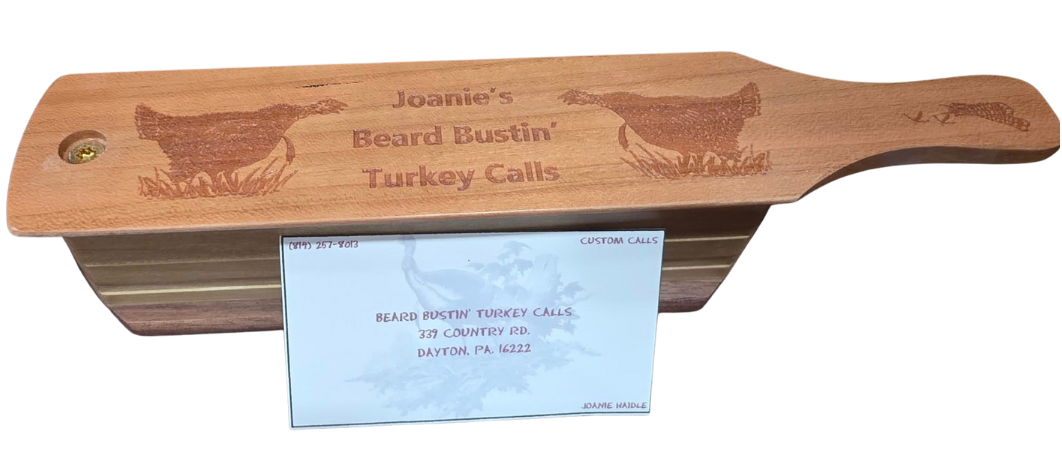 Joanie's
Beard Bustin'
Turkey Calls
(814) 257-8013
CUSTOM CALLS
BEARD BUSTIN' TURKEY CALLS
339 COUNTRY RD.
DAYTON, PA. 16222
JOANIE HAIDLE